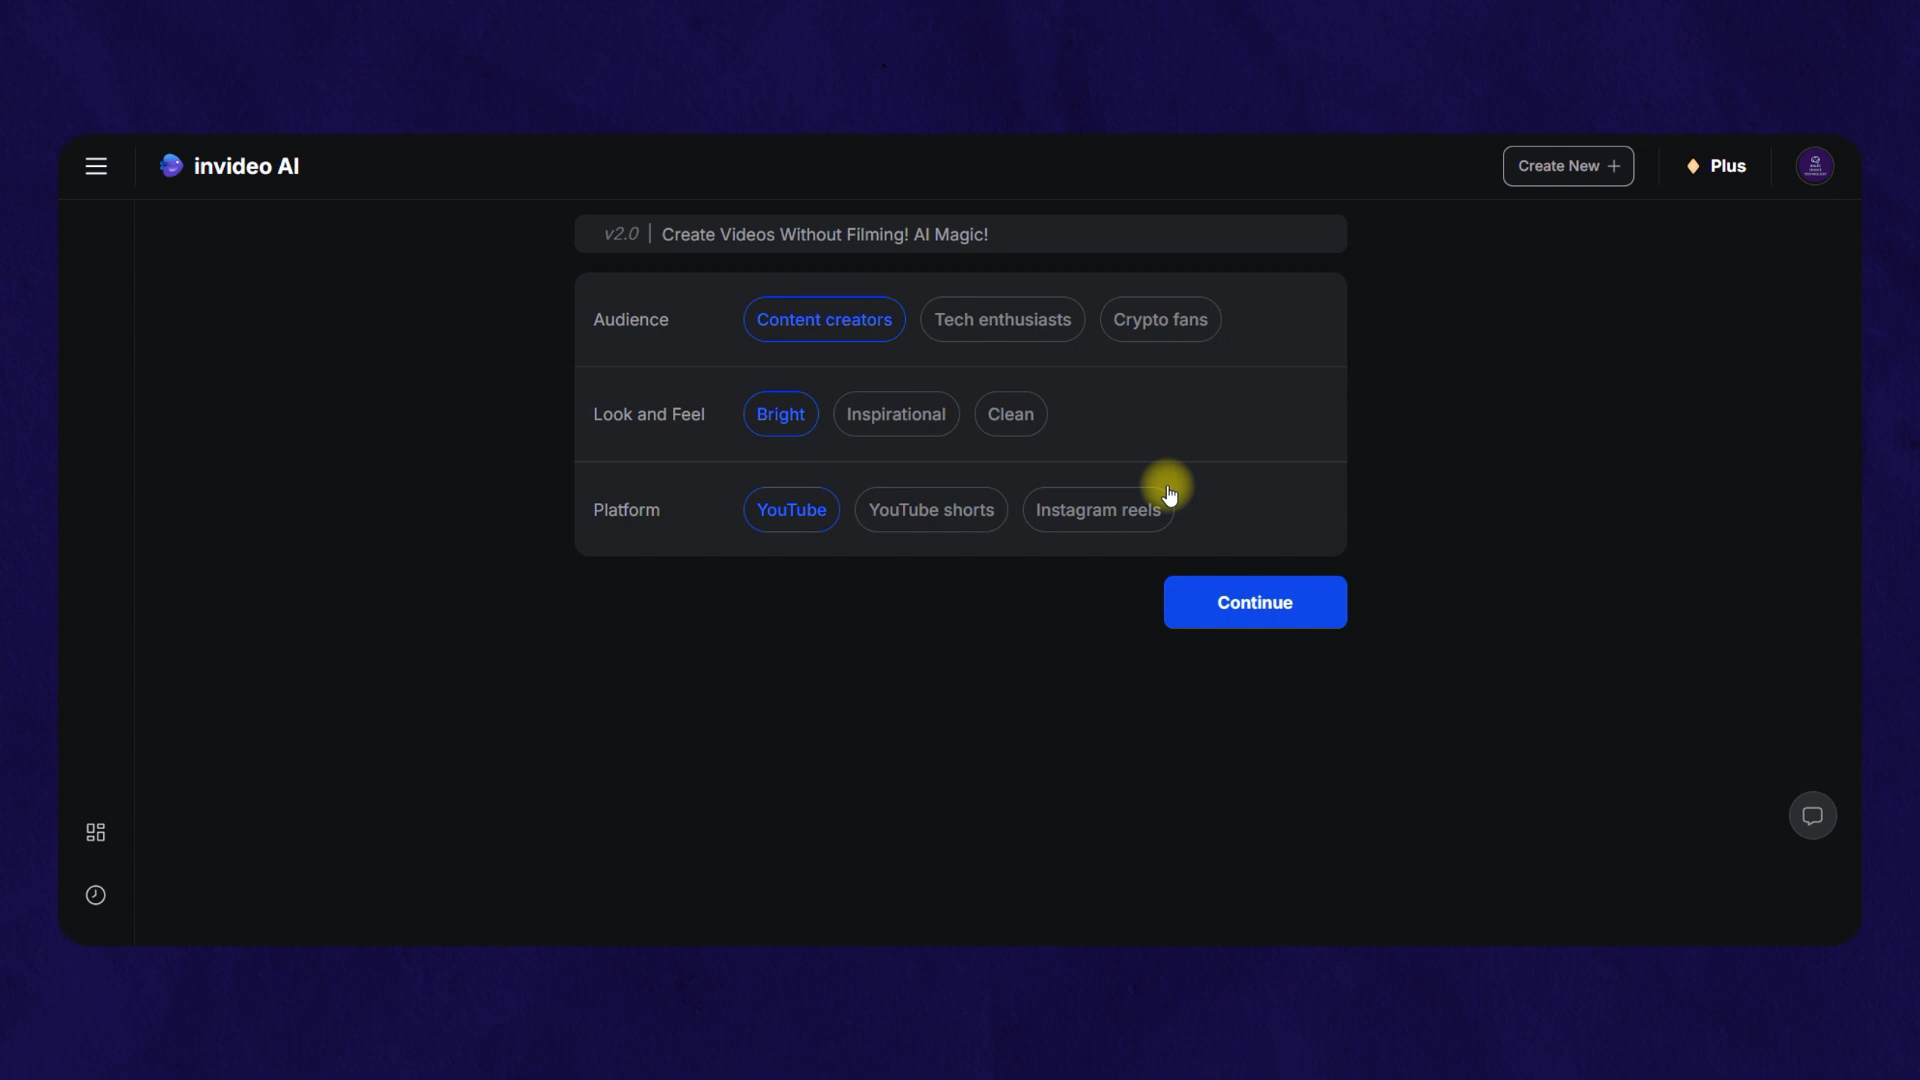 invideo AI
Create New +
Plus
v2.0 | Create Videos Without Filming! AI Magic!
Audience Content creators Tech enthusiasts Crypto fans
Look and Feel Bright Inspirational Clean
Platform YouTube YouTube shorts Instagram reels
Continue